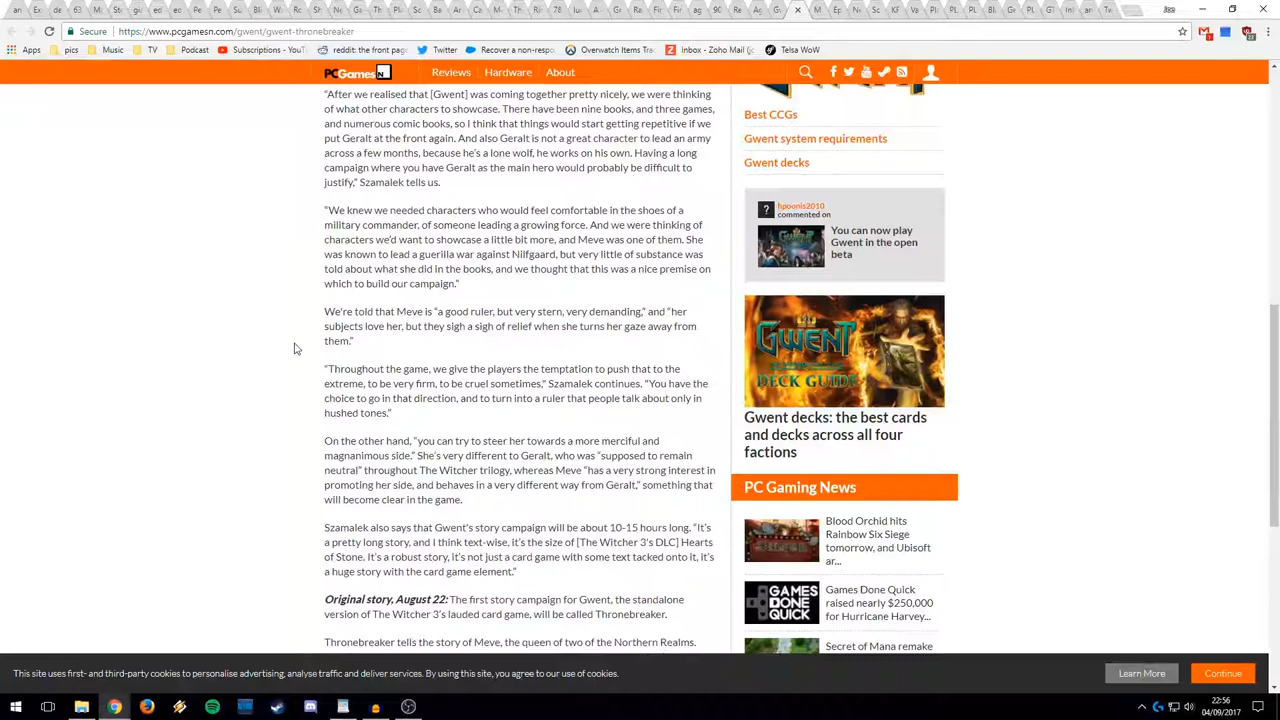 Secure
https://www.pcgamesn.com/gwent/gwent-thronebreaker
Apps
pics
Music
TV
Podcast
Subscriptions - YouT
reddit: the front page
Twitter
Recover a non-respo
Overwatch Items Trac
Inbox - Zoho Mail (
Telsa WoW
PCGamesN
Reviews
Hardware
About
“After we realised that [Gwent] was coming together pretty nicely, we were thinking
of what other characters to showcase. There have been nine books, and three games,
and numerous comic books, so I think that things would start getting repetitive if we
put Geralt at the front again. And also Geralt is not a great character to lead an army
across a few months, because he’s a lone wolf, he works on his own. Having a long
campaign where you have Geralt as the main hero would probably be difficult to
justify,” Szamalek tells us.
“We knew we needed characters who would feel comfortable in the shoes of a
military commander, of someone leading a growing force. And we were thinking of
characters we’d want to showcase a little bit more, and Meve was one of them. She
was known to lead a guerilla war against Nilfgaard, but very little of substance was
told about what she did in the books, and we thought that this was a nice premise on
which to build our campaign.”
We're told that Meve is “a good ruler, but very stern, very demanding,” and “her
subjects love her, but they sigh a sigh of relief when she turns her gaze away from
them.”
“Throughout the game, we give the players the temptation to push that to the
extreme, to be very firm, to be cruel sometimes,” Szamalek continues. “You have the
choice to go in that direction, and to turn into a ruler that people talk about only in
hushed tones.”
On the other hand, “you can try to steer her towards a more merciful and
magnanimous side.” She’s very different to Geralt, who was “supposed to remain
neutral” throughout The Witcher trilogy, whereas Meve “has a very strong interest in
promoting her side, and behaves in a very different way from Geralt,” something that
will become clear in the game.
Szamalek also says that Gwent's story campaign will be about 10-15 hours long. “It’s
a pretty long story, and I think text-wise, it’s the size of [The Witcher 3's DLC] Hearts
of Stone. It’s a robust story, it’s not just a card game with some text tacked onto it, it’s
a huge story with the card game element.”
Original story, August 22: The first story campaign for Gwent, the standalone
version of The Witcher 3’s lauded card game, will be called Thronebreaker.
Thronebreaker tells the story of Meve, the queen of two of the Northern Realms.
Best CCGs
Gwent system requirements
Gwent decks
hpoonis2010
commented on
You can now play
Gwent in the open
beta
GWENT
GWENT
DECK GUIDE
Gwent decks: the best cards
and decks across all four
factions
PC Gaming News
Blood Orchid hits
Rainbow Six Siege
tomorrow, and Ubisoft
ar...
GAMES
DONE
QUICK
Games Done Quick
raised nearly $250,000
for Hurricane Harvey...
Secret of Mana remake
This site uses first- and third-party cookies to personalise advertising, analyse traffic and deliver services. By using this site, you agree to our use of cookies.
Learn More
Continue
22:56
04/09/2017